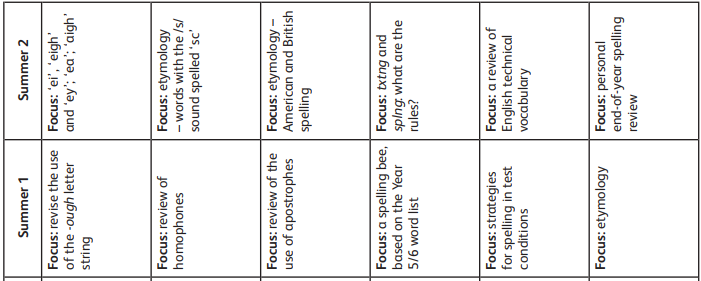 Summer 1
Focus: revise the use
of the -ough letter
string
Focus: review of
homophones
Focus: review of the
use of apostrophes
Focus: a spelling bee,
based on the Year
5/6 word list
Focus: strategies
for spelling in test
conditions
Focus: etymology
Summer 2
Focus: ‘ei’, ‘eigh’
and ‘ey’; ‘ea’; ‘aigh’
Focus: etymology
– words with the /s/
sound spelled ‘sc’
Focus: etymology –
American and British
spelling
Focus: txtng and
splng: what are the
rules?
Focus: a review of
English technical
vocabulary
Focus: personal
end-of-year spelling
review